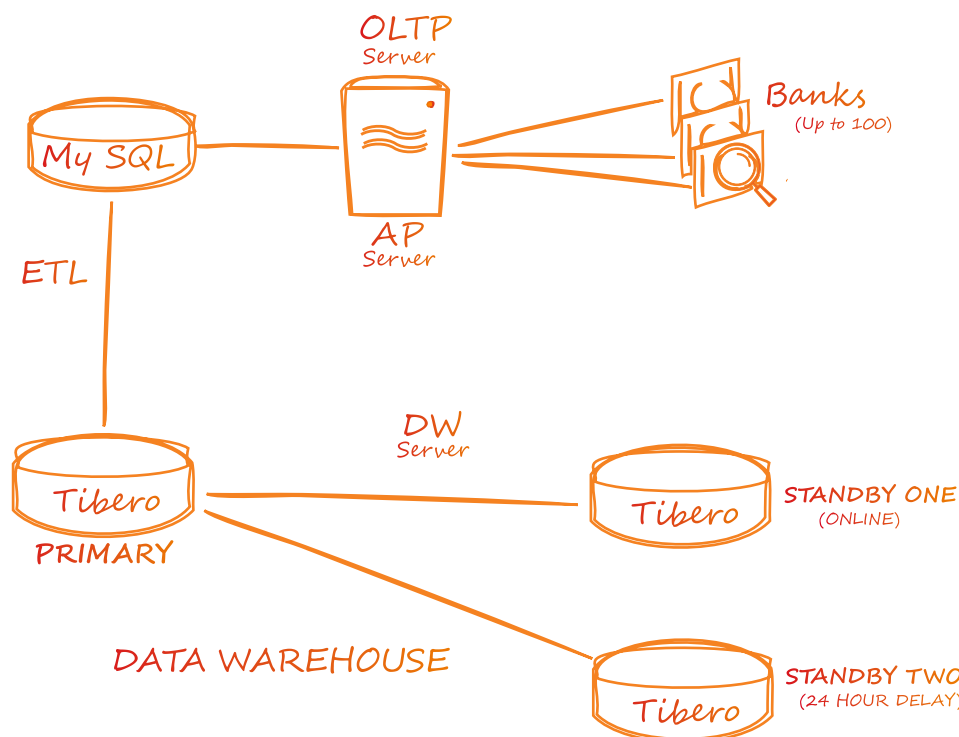 OLTP
Server
Banks
(Up to 100)
My SQL
AP
Server
ETL
DW
Server
Tibero
PRIMARY
Tibero
STANDBY ONE
(ONLINE)
DATA WAREHOUSE
Tibero
STANDBY TWO
(24 HOUR DELAY)